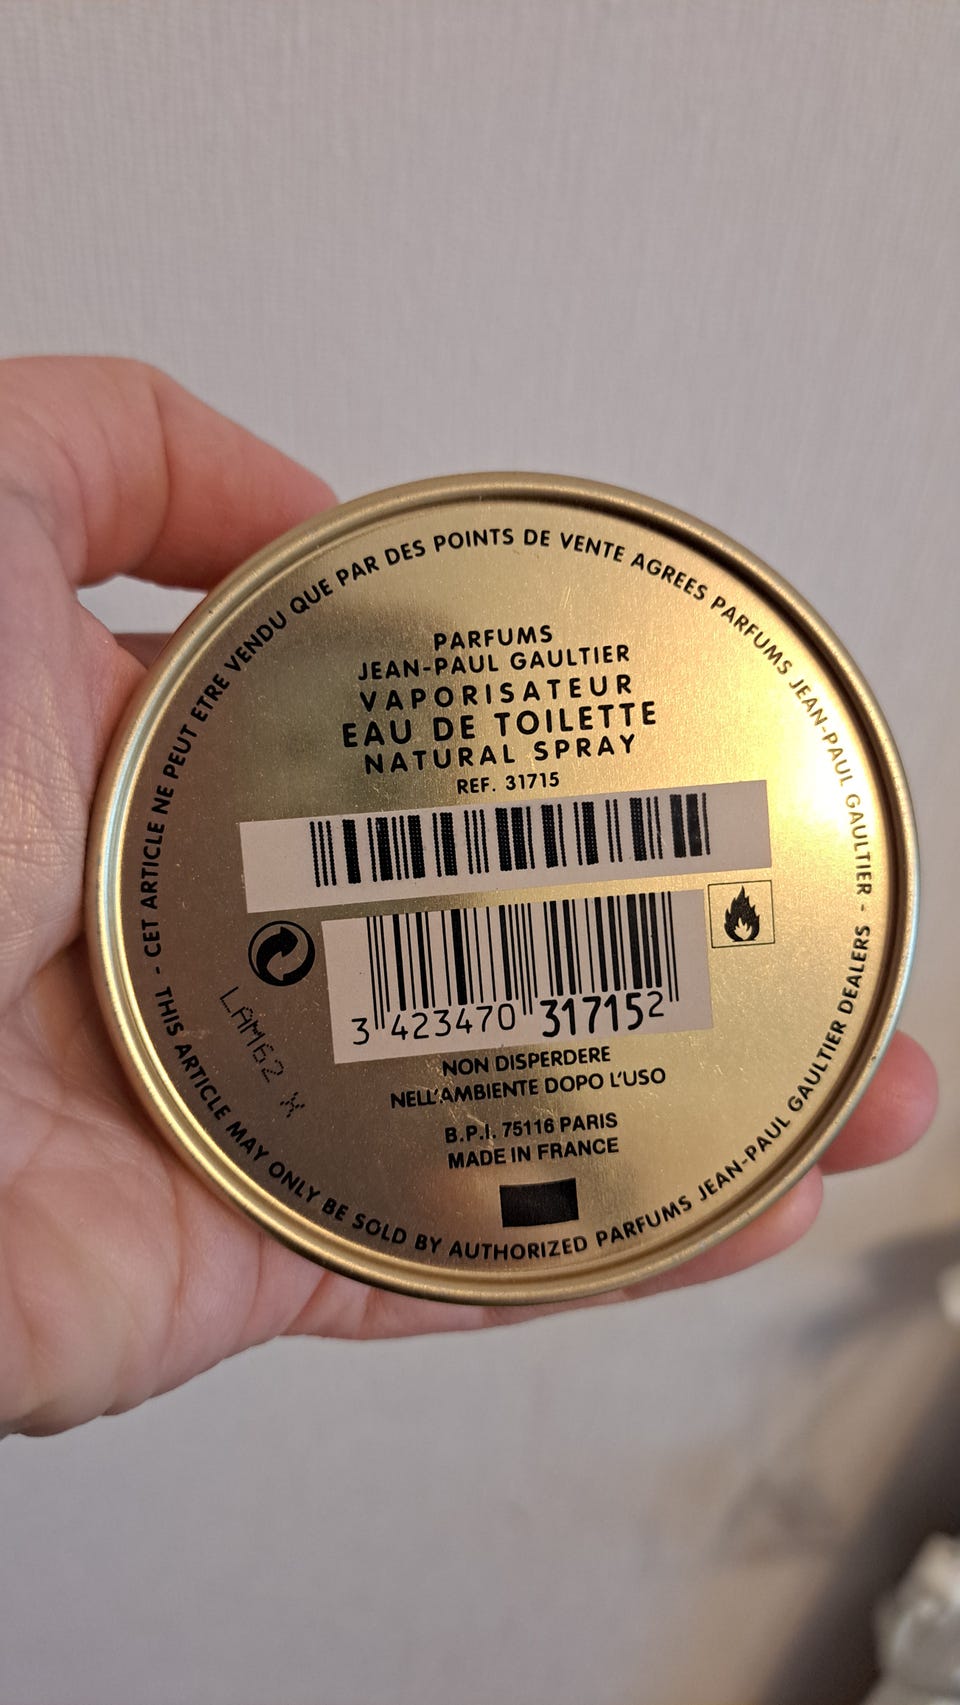 - CET ARTICLE NE PEUT ETRE VENDU QUE PAR DES POINTS DE VENTE AGREES PARFUMS JEAN-PAUL GAULTIER -
PARFUMS
JEAN-PAUL GAULTIER
VAPORISATEUR
EAU DE TOILETTE
NATURAL SPRAY
REF. 31715
3 423470 317152
LAM62 X
NON DISPERDERE
NELL'AMBIENTE DOPO L'USO
B.P.I. 75116 PARIS
MADE IN FRANCE
THIS ARTICLE MAY ONLY BE SOLD BY AUTHORIZED PARFUMS JEAN-PAUL GAULTIER DEALERS